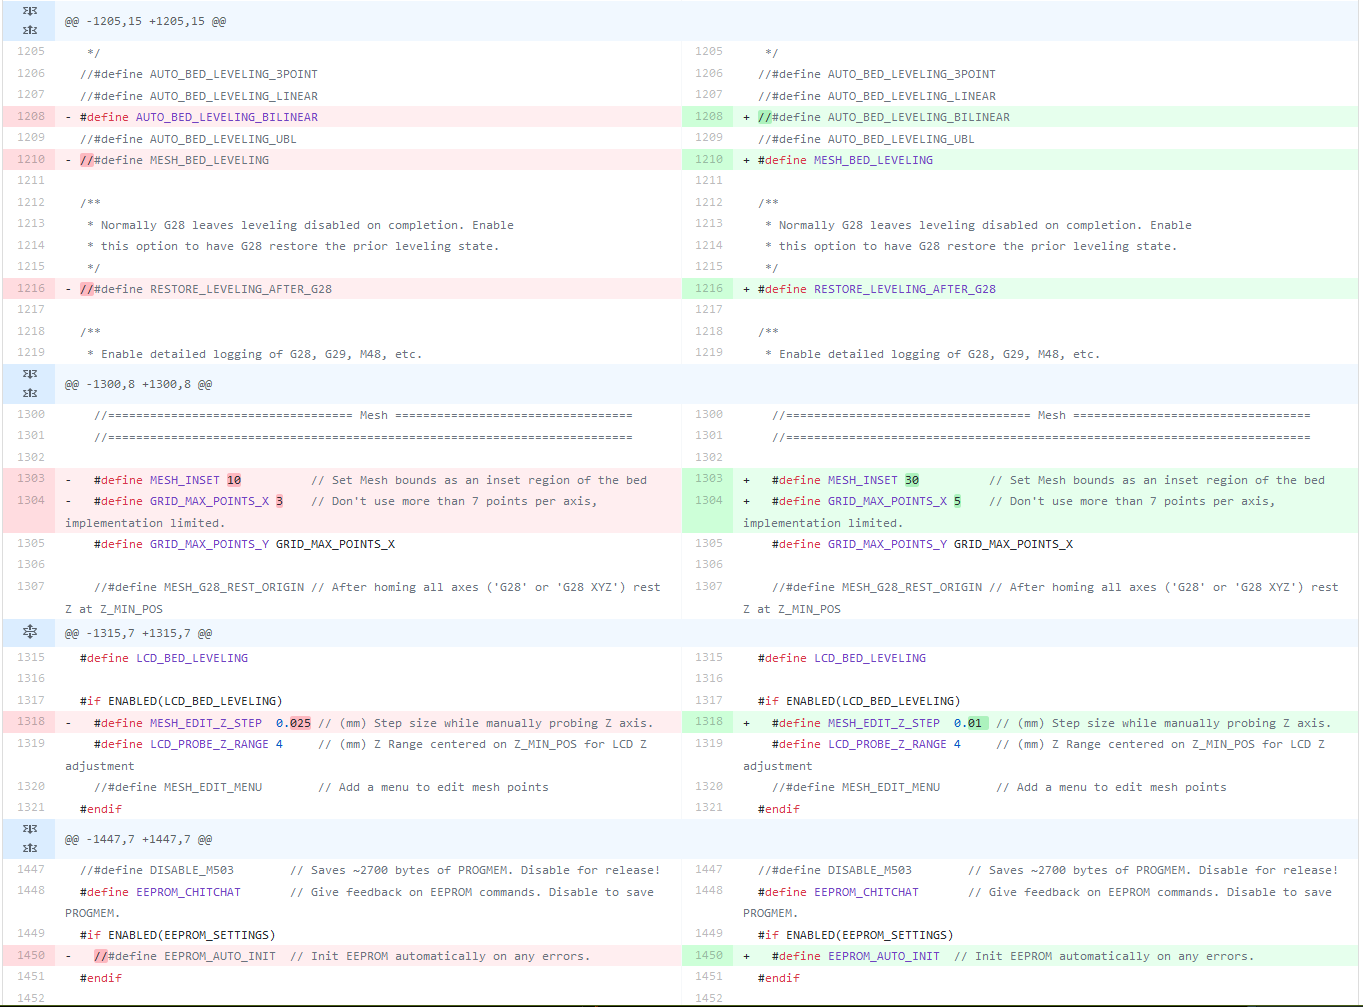 @@ -1205,15 +1205,15 @@
1205 */ 1205 */
1206 //#define AUTO_BED_LEVELING_3POINT 1206 //#define AUTO_BED_LEVELING_3POINT
1207 //#define AUTO_BED_LEVELING_LINEAR 1207 //#define AUTO_BED_LEVELING_LINEAR
1208 - #define AUTO_BED_LEVELING_BILINEAR 1208 + //#define AUTO_BED_LEVELING_BILINEAR
1209 //#define AUTO_BED_LEVELING_UBL 1209 //#define AUTO_BED_LEVELING_UBL
1210 - //#define MESH_BED_LEVELING 1210 + #define MESH_BED_LEVELING
1211 1211
1212 /** 1212 /**
1213 * Normally G28 leaves leveling disabled on completion. Enable 1213 * Normally G28 leaves leveling disabled on completion. Enable
1214 * this option to have G28 restore the prior leveling state. 1214 * this option to have G28 restore the prior leveling state.
1215 */ 1215 */
1216 - //#define RESTORE_LEVELING_AFTER_G28 1216 + #define RESTORE_LEVELING_AFTER_G28
1217 1217
1218 /** 1218 /**
1219 * Enable detailed logging of G28, G29, M48, etc. 1219 * Enable detailed logging of G28, G29, M48, etc.
@@ -1300,8 +1300,8 @@
1300 //=================================== Mesh ================================== 1300 //=================================== Mesh ==================================
1301 //=========================================================================== 1301 //===========================================================================
1302 1302
1303 - #define MESH_INSET 10 // Set Mesh bounds as an inset region of the bed 1303 + #define MESH_INSET 30 // Set Mesh bounds as an inset region of the bed
1304 - #define GRID_MAX_POINTS_X 3 // Don't use more than 7 points per axis, 1304 + #define GRID_MAX_POINTS_X 5 // Don't use more than 7 points per axis,
implementation limited. implementation limited.
1305 #define GRID_MAX_POINTS_Y GRID_MAX_POINTS_X 1305 #define GRID_MAX_POINTS_Y GRID_MAX_POINTS_X
1306 1306
1307 //#define MESH_G28_REST_ORIGIN // After homing all axes ('G28' or 'G28 XYZ') rest 1307 //#define MESH_G28_REST_ORIGIN // After homing all axes ('G28' or 'G28 XYZ') rest
Z at Z_MIN_POS Z at Z_MIN_POS
@@ -1315,7 +1315,7 @@
1315 #define LCD_BED_LEVELING 1315 #define LCD_BED_LEVELING
1316 1316
1317 #if ENABLED(LCD_BED_LEVELING) 1317 #if ENABLED(LCD_BED_LEVELING)
1318 - #define MESH_EDIT_Z_STEP 0.025 // (mm) Step size while manually probing Z axis. 1318 + #define MESH_EDIT_Z_STEP 0.01 // (mm) Step size while manually probing Z axis.
1319 #define LCD_PROBE_Z_RANGE 4 // (mm) Z Range centered on Z_MIN_POS for LCD Z 1319 #define LCD_PROBE_Z_RANGE 4 // (mm) Z Range centered on Z_MIN_POS for LCD Z
adjustment adjustment
1320 //#define MESH_EDIT_MENU // Add a menu to edit mesh points 1320 //#define MESH_EDIT_MENU // Add a menu to edit mesh points
1321 #endif 1321 #endif
@@ -1447,7 +1447,7 @@
1447 //#define DISABLE_M503 // Saves ~2700 bytes of PROGMEM. Disable for release! 1447 //#define DISABLE_M503 // Saves ~2700 bytes of PROGMEM. Disable for release!
1448 #define EEPROM_CHITCHAT // Give feedback on EEPROM commands. Disable to save 1448 #define EEPROM_CHITCHAT // Give feedback on EEPROM commands. Disable to save
PROGMEM. PROGMEM.
1449 #if ENABLED(EEPROM_SETTINGS) 1449 #if ENABLED(EEPROM_SETTINGS)
1450 - //#define EEPROM_AUTO_INIT // Init EEPROM automatically on any errors. 1450 + #define EEPROM_AUTO_INIT // Init EEPROM automatically on any errors.
1451 #endif 1451 #endif
1452 1452